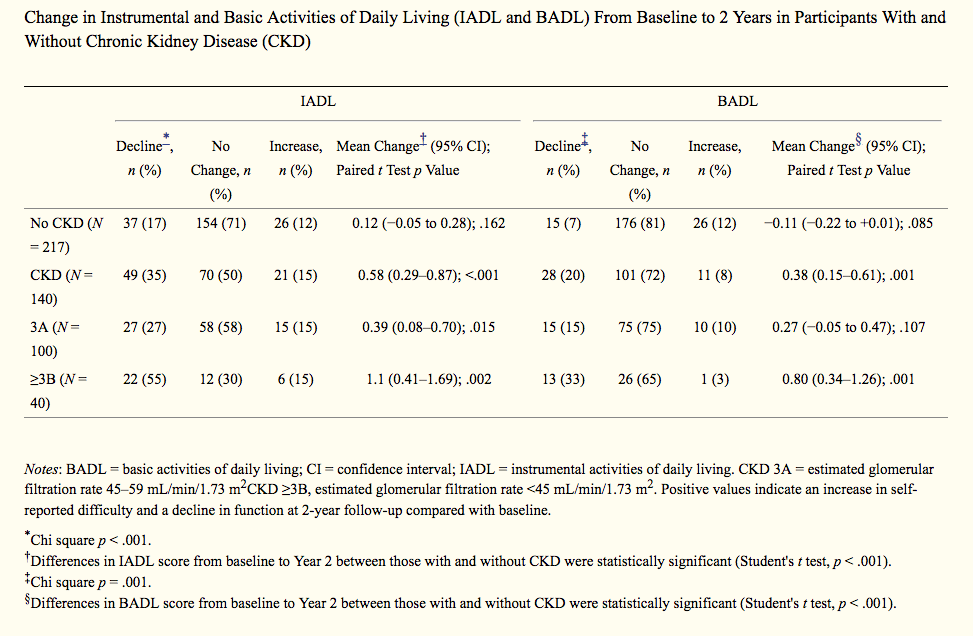 Change in Instrumental and Basic Activities of Daily Living (IADL and BADL) From Baseline to 2 Years in Participants With and
Without Chronic Kidney Disease (CKD)
IADL BADL
Decline*, No Increase, Mean Change† (95% CI); Decline‡, No Increase, Mean Change§ (95% CI);
n (%) Change, n n (%) Paired t Test p Value n (%) Change, n n (%) Paired t Test p Value
(%) (%)
No CKD (N 37 (17) 154 (71) 26 (12) 0.12 (−0.05 to 0.28); .162 15 (7) 176 (81) 26 (12) −0.11 (−0.22 to +0.01); .085
= 217)
CKD (N = 49 (35) 70 (50) 21 (15) 0.58 (0.29–0.87); <.001 28 (20) 101 (72) 11 (8) 0.38 (0.15–0.61); .001
140)
3A (N = 27 (27) 58 (58) 15 (15) 0.39 (0.08–0.70); .015 15 (15) 75 (75) 10 (10) 0.27 (−0.05 to 0.47); .107
100)
≥3B (N = 22 (55) 12 (30) 6 (15) 1.1 (0.41–1.69); .002 13 (33) 26 (65) 1 (3) 0.80 (0.34–1.26); .001
40)
Notes: BADL = basic activities of daily living; CI = confidence interval; IADL = instrumental activities of daily living. CKD 3A = estimated glomerular
filtration rate 45–59 mL/min/1.73 m²CKD ≥3B, estimated glomerular filtration rate <45 mL/min/1.73 m². Positive values indicate an increase in self-
reported difficulty and a decline in function at 2-year follow-up compared with baseline.
*Chi square p < .001.
†Differences in IADL score from baseline to Year 2 between those with and without CKD were statistically significant (Student's t test, p < .001).
‡Chi square p = .001.
§Differences in BADL score from baseline to Year 2 between those with and without CKD were statistically significant (Student's t test, p < .001).